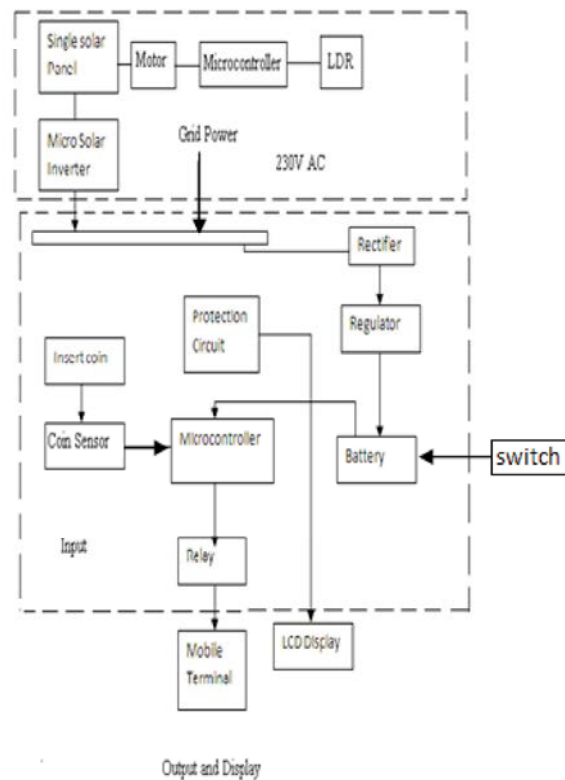 Single solar
Panel
Motor
Microcontroller
LDR
Micro Solar
Inverter
Grid Power
230V AC
Rectifier
Protection
Circuit
Regulator
Insert coin
Coin Sensor
Microcontroller
Battery
switch
Input
Relay
Mobile
Terminal
LCD Display
Output and Display